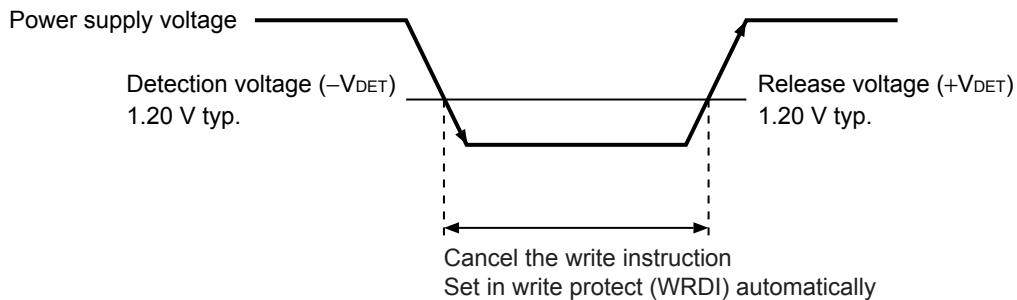 Power supply voltage
Detection voltage (−VDET)
1.20 V typ.
Release voltage (+VDET)
1.20 V typ.
Cancel the write instruction
Set in write protect (WRDI) automatically